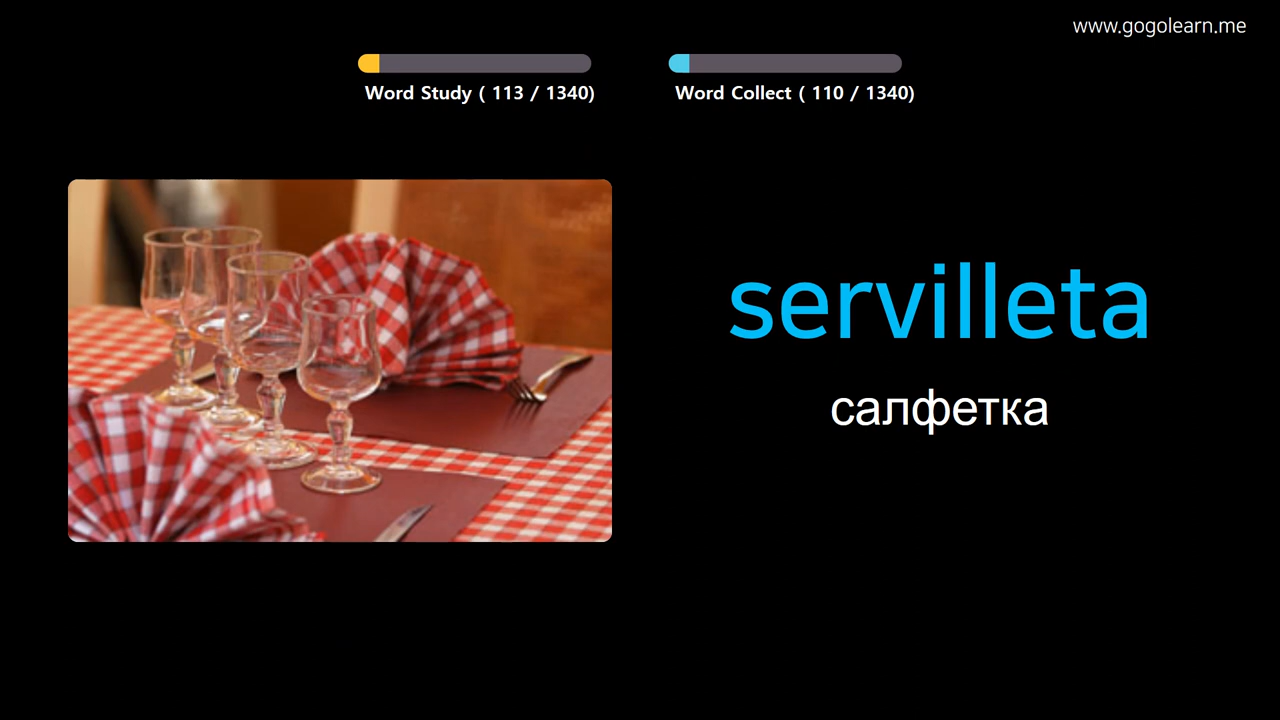 www.gogolearn.me
Word Study ( 113 / 1340)
Word Collect ( 110 / 1340)
servilleta
салфетка